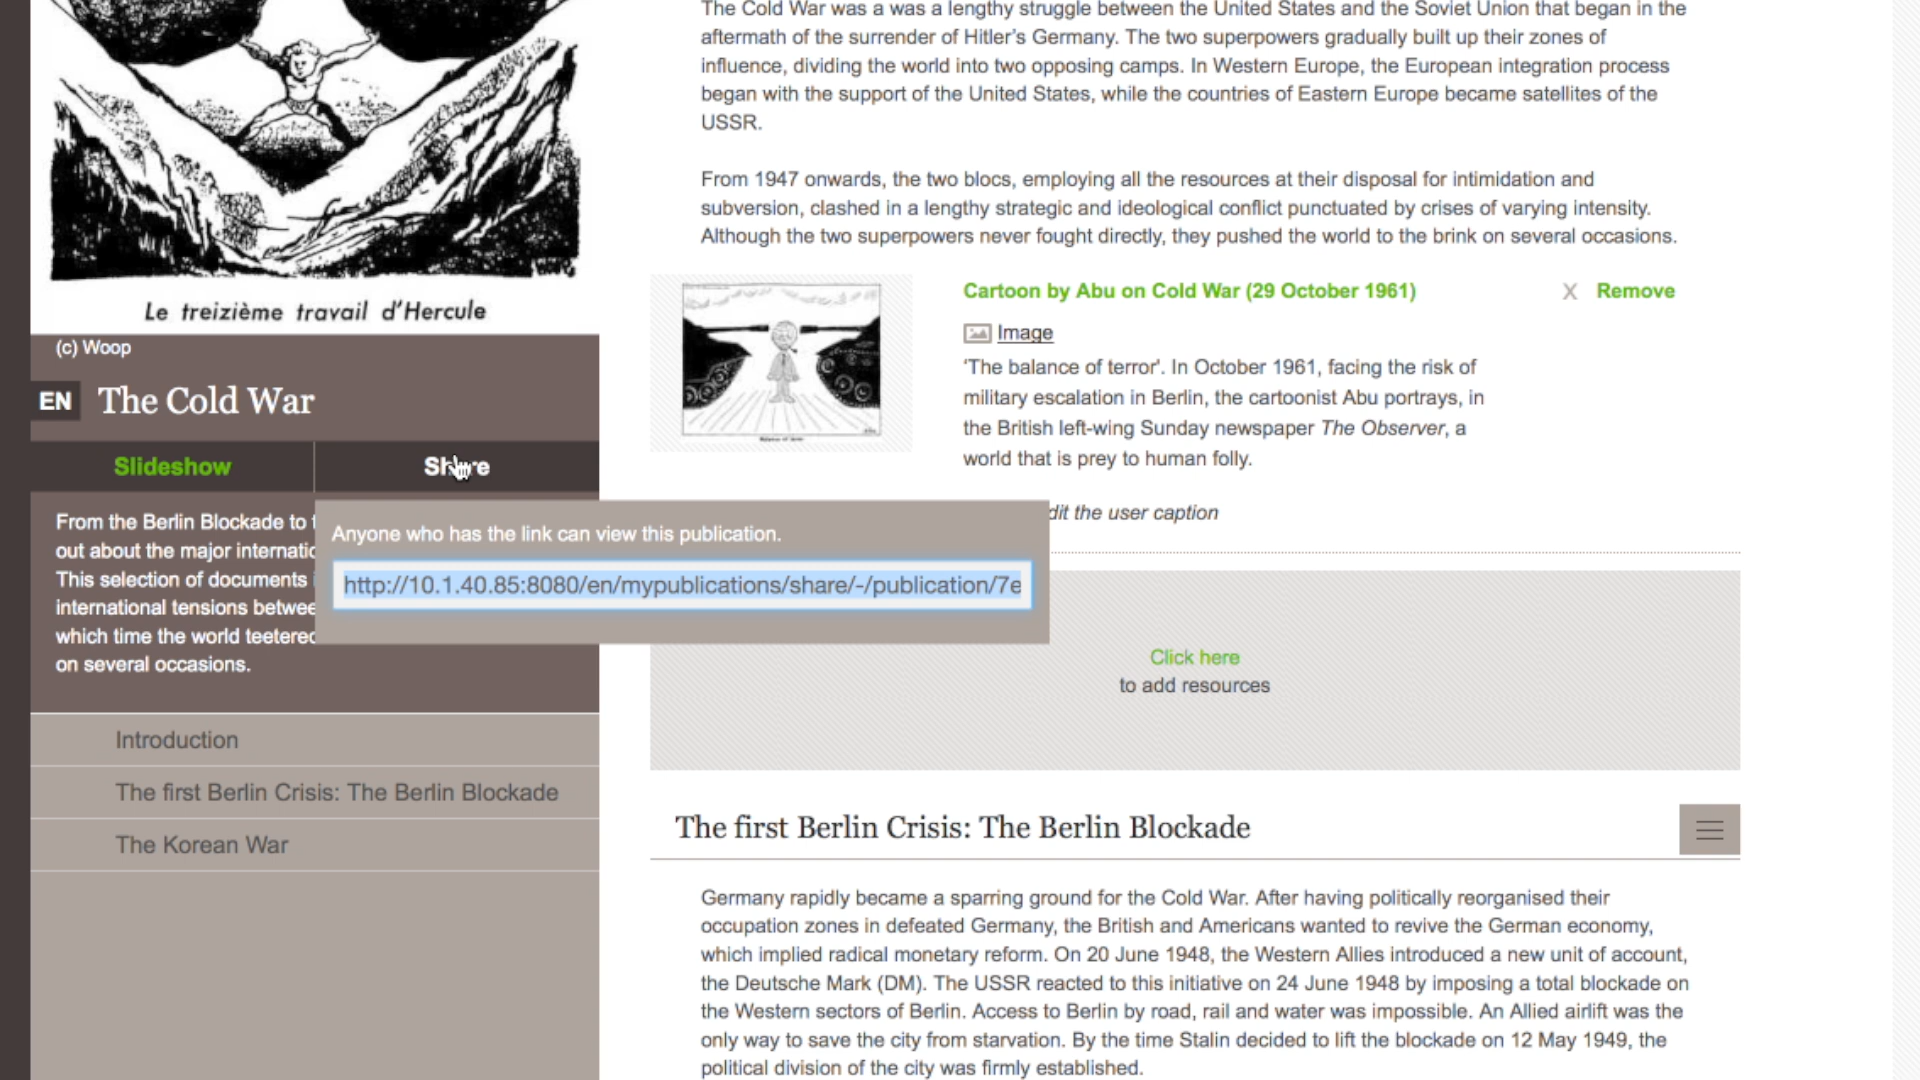 Le treizième travail d'Hercule
(c) Woop
EN The Cold War
Slideshow
Share
From the Berlin Blockade to
out about the major internatio
This selection of documents
international tensions betwee
which time the world teetered
on several occasions.
Anyone who has the link can view this publication.
http://10.1.40.85:8080/en/mypublications/share/-/publication/7e
Introduction
The first Berlin Crisis: The Berlin Blockade
The Korean War
The Cold War was a was a lengthy struggle between the United States and the Soviet Union that began in the
aftermath of the surrender of Hitler's Germany. The two superpowers gradually built up their zones of
influence, dividing the world into two opposing camps. In Western Europe, the European integration process
began with the support of the United States, while the countries of Eastern Europe became satellites of the
USSR.
From 1947 onwards, the two blocs, employing all the resources at their disposal for intimidation and
subversion, clashed in a lengthy strategic and ideological conflict punctuated by crises of varying intensity.
Although the two superpowers never fought directly, they pushed the world to the brink on several occasions.
Cartoon by Abu on Cold War (29 October 1961)
X Remove
Image
'The balance of terror'. In October 1961, facing the risk of
military escalation in Berlin, the cartoonist Abu portrays, in
the British left-wing Sunday newspaper The Observer, a
world that is prey to human folly.
dit the user caption
Click here
to add resources
The first Berlin Crisis: The Berlin Blockade
Germany rapidly became a sparring ground for the Cold War. After having politically reorganised their
occupation zones in defeated Germany, the British and Americans wanted to revive the German economy,
which implied radical monetary reform. On 20 June 1948, the Western Allies introduced a new unit of account,
the Deutsche Mark (DM). The USSR reacted to this initiative on 24 June 1948 by imposing a total blockade on
the Western sectors of Berlin. Access to Berlin by road, rail and water was impossible. An Allied airlift was the
only way to save the city from starvation. By the time Stalin decided to lift the blockade on 12 May 1949, the
political division of the city was firmly established.